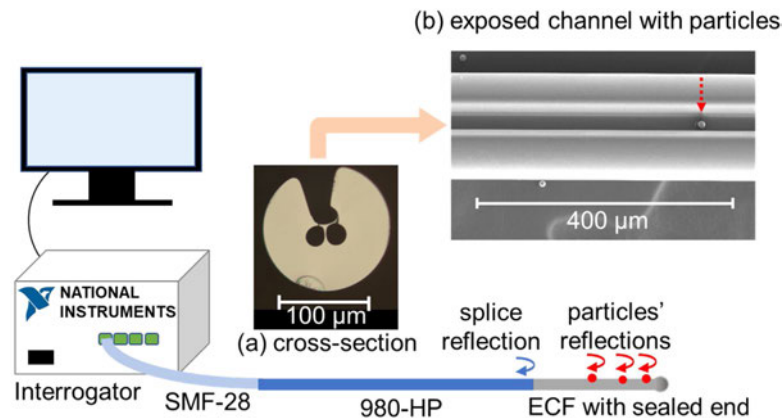 (b) exposed channel with particles
400 µm
NATIONAL
INSTRUMENTS
100 µm
(a) cross-section
splice
reflection
particles'
reflections
Interrogator
SMF-28
980-HP
ECF with sealed end